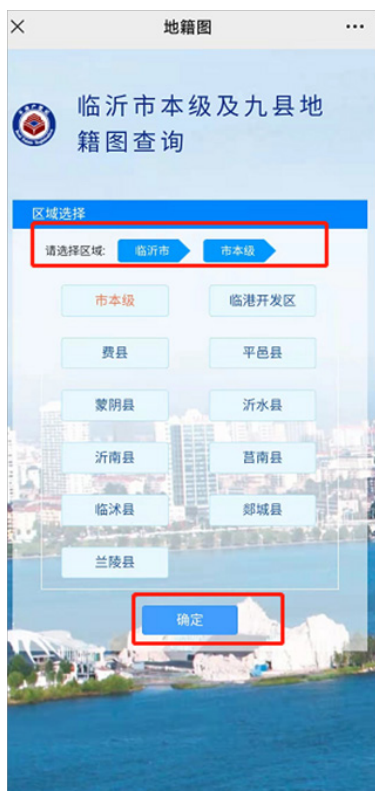 地籍图
临沂市本级及九县地
籍图查询
区域选择
请选择区域: 临沂市 市本级
市本级 临港开发区
费县 平邑县
蒙阴县 沂水县
沂南县 莒南县
临沭县 郯城县
兰陵县
确定